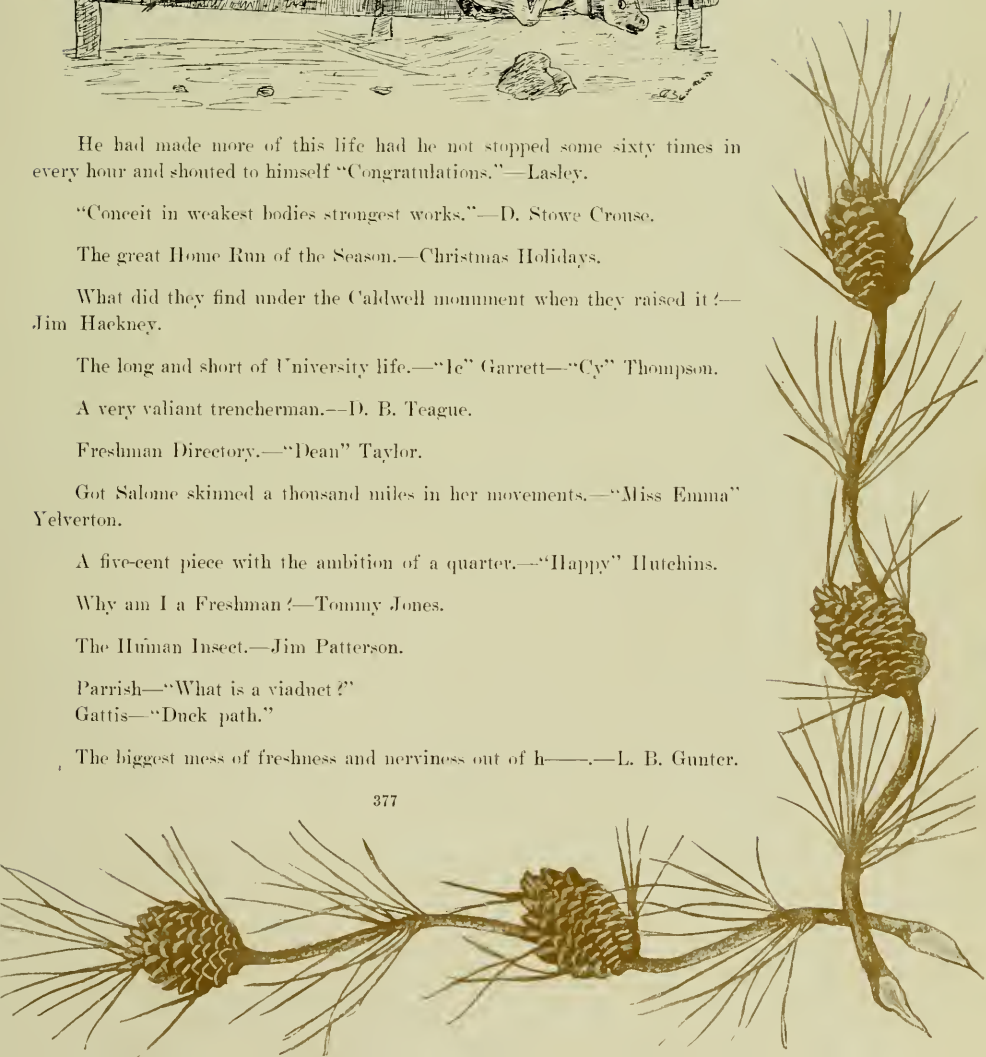 He had made more of this life had he not stopped some sixty times in
every hour and shouted to himself “Congratulations.”—Lasley.
“Conceit in weakest bodies strongest works.”—D. Stowe Crouse.
The great Home Run of the Season.—Christmas Holidays.
What did they find under the Caldwell monument when they raised it?—
Jim Hackney.
The long and short of University life.—“Ic” Garrett—“Cy” Thompson.
A very valiant trencherman.--D. B. Teague.
Freshman Directory.—“Dean” Taylor.
Got Salome skinned a thousand miles in her movements.—“Miss Emma”
Yelverton.
A five-cent piece with the ambition of a quarter.—“Happy” Hutchins.
Why am I a Freshman?—Tommy Jones.
The Human Insect.—Jim Patterson.
Parrish—“What is a viaduct?”
Gattis—“Duck path.”
The biggest mess of freshness and nerviness out of h——.—L. B. Gunter.
377